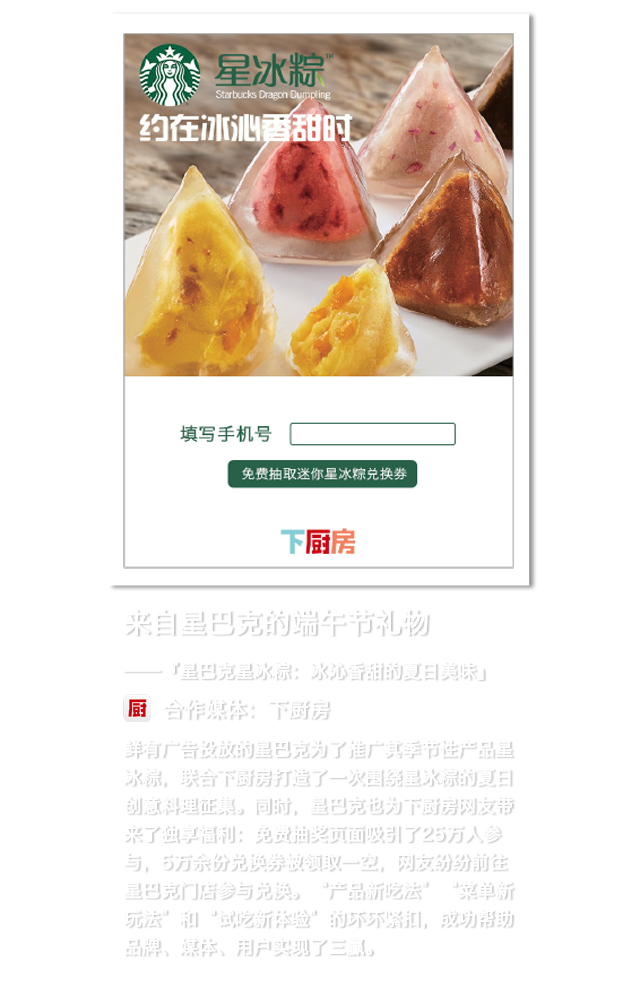 星冰粽™
Starbucks Dragon Dumpling
约在冰沁香甜时
填写手机号
免费抽取迷你星冰粽兑换券
下厨房
来自星巴克的端午节礼物
——「星巴克星冰粽：冰沁香甜的夏日美味」
厨 合作媒体：下厨房
鲜有广告投放的星巴克为了推广其季节性产品星
冰粽，联合下厨房打造了一次围绕星冰粽的夏日
创意料理征集。同时，星巴克也为下厨房网友带
来了独享福利：免费抽奖页面吸引了25万人参
与，5万余份兑换券被领取一空，网友纷纷前往
星巴克门店参与兑换。“产品新吃法”“菜单新
玩法”和“试吃新体验”的环环紧扣，成功帮助
品牌、媒体、用户实现了三赢。